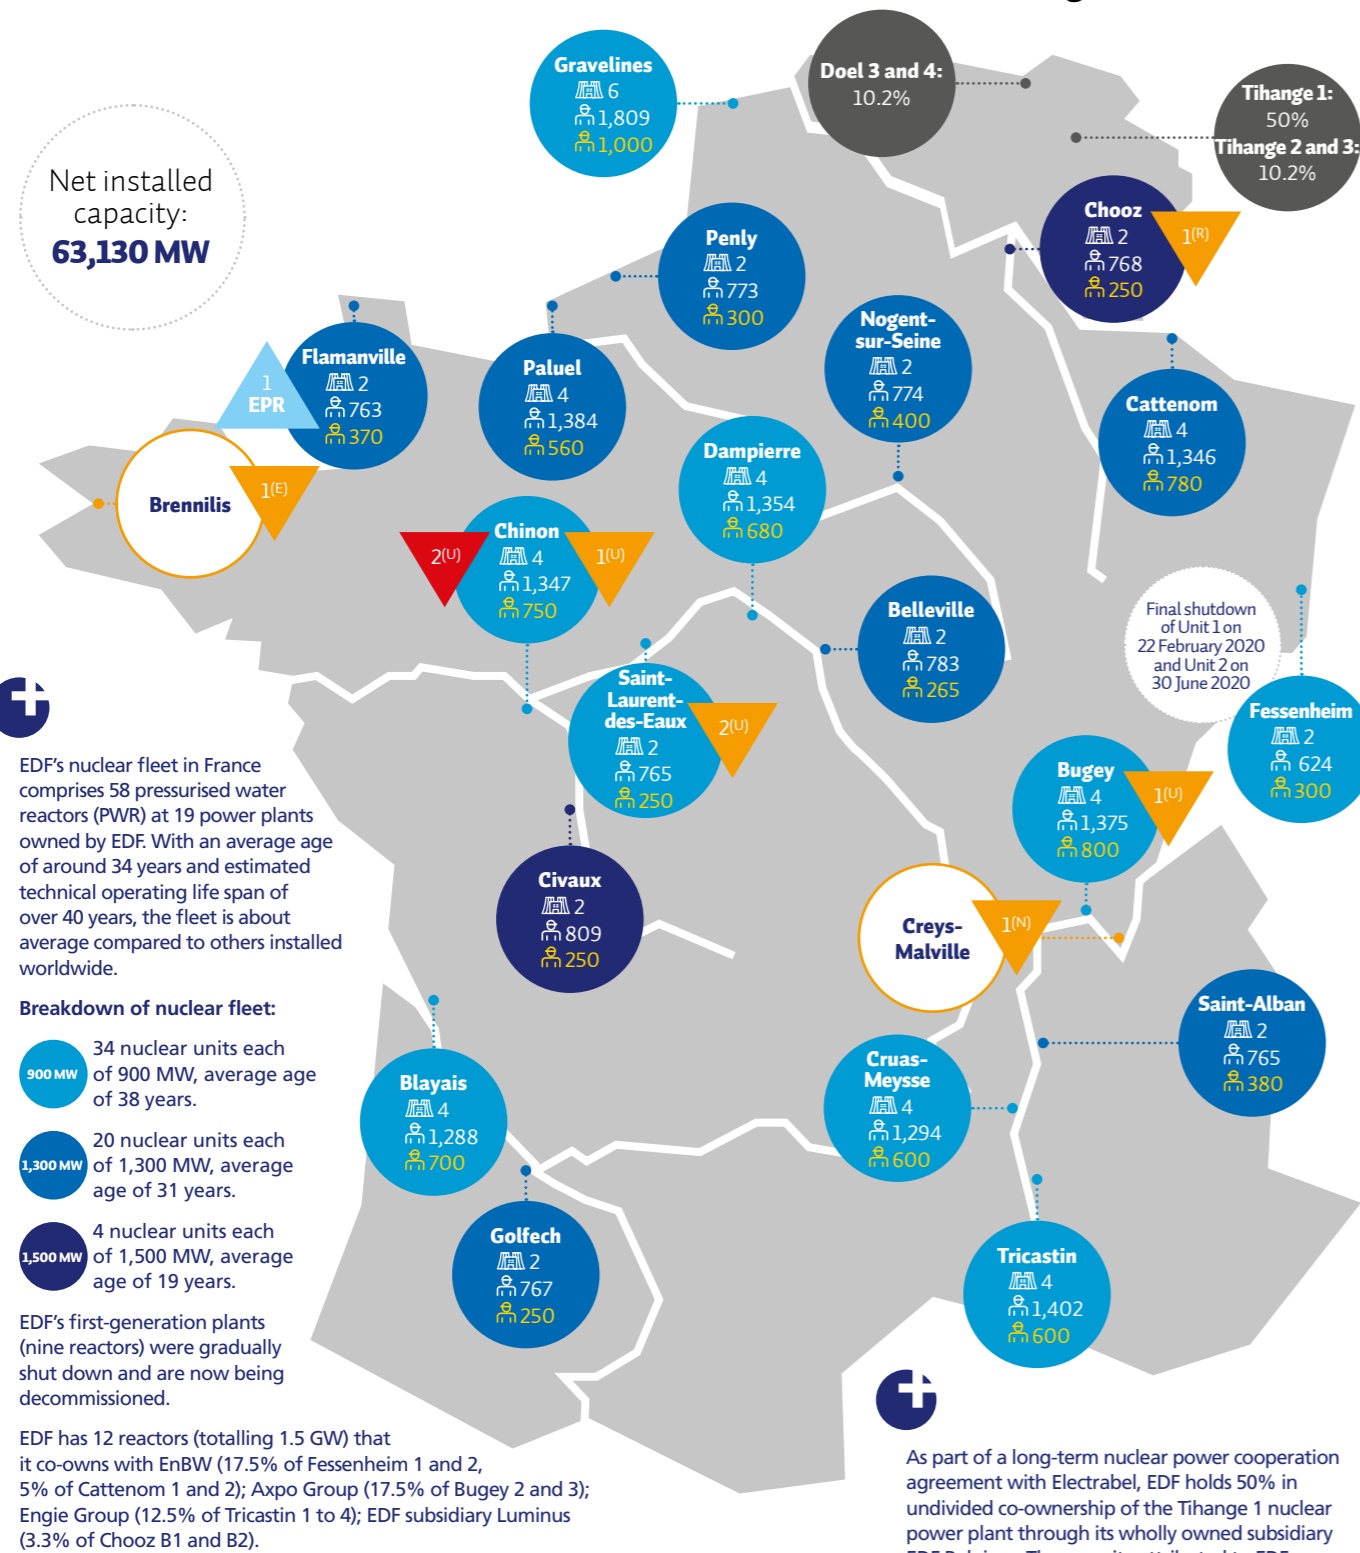 Gravelines
6
1,809
1,000
Doel 3 and 4:
10.2%
Tihange 1:
50%
Tihange 2 and 3:
10.2%
Net installed
capacity:
63,130 MW
Chooz
2
768
250
1(R)
Penly
2
773
300
Nogent-
sur-Seine
2
774
400
Flamanville
2
763
370
1
EPR
Paluel
4
1,384
560
Cattenom
4
1,346
780
Dampierre
4
1,354
680
Brennilis
1(E)
Chinon
4
1,347
750
2(U)
1(U)
Belleville
2
783
265
Final shutdown
of Unit 1 on
22 February 2020
and Unit 2 on
30 June 2020
Fessenheim
2
624
300
Saint-
Laurent-
des-Eaux
2
765
250
2(U)
Bugey
4
1,375
800
1(U)
Civaux
2
809
250
Creys-
Malville
1(N)
Saint-Alban
2
765
380
Cruas-
Meysse
4
1,294
600
Blayais
4
1,288
700
Golfech
2
767
250
Tricastin
4
1,402
600
EDF's nuclear fleet in France
comprises 58 pressurised water
reactors (PWR) at 19 power plants
owned by EDF. With an average age
of around 34 years and estimated
technical operating life span of
over 40 years, the fleet is about
average compared to others installed
worldwide.
Breakdown of nuclear fleet:
900 MW
34 nuclear units each
of 900 MW, average age
of 38 years.
1,300 MW
20 nuclear units each
of 1,300 MW, average
age of 31 years.
1,500 MW
4 nuclear units each
of 1,500 MW, average
age of 19 years.
EDF's first-generation plants
(nine reactors) were gradually
shut down and are now being
decommissioned.
EDF has 12 reactors (totalling 1.5 GW) that
it co-owns with EnBW (17.5% of Fessenheim 1 and 2,
5% of Cattenom 1 and 2); Axpo Group (17.5% of Bugey 2 and 3);
Engie Group (12.5% of Tricastin 1 to 4); EDF subsidiary Luminus
(3.3% of Chooz B1 and B2).
As part of a long-term nuclear power cooperation
agreement with Electrabel, EDF holds 50% in
undivided co-ownership of the Tihange 1 nuclear
power plant through its wholly owned subsidiary